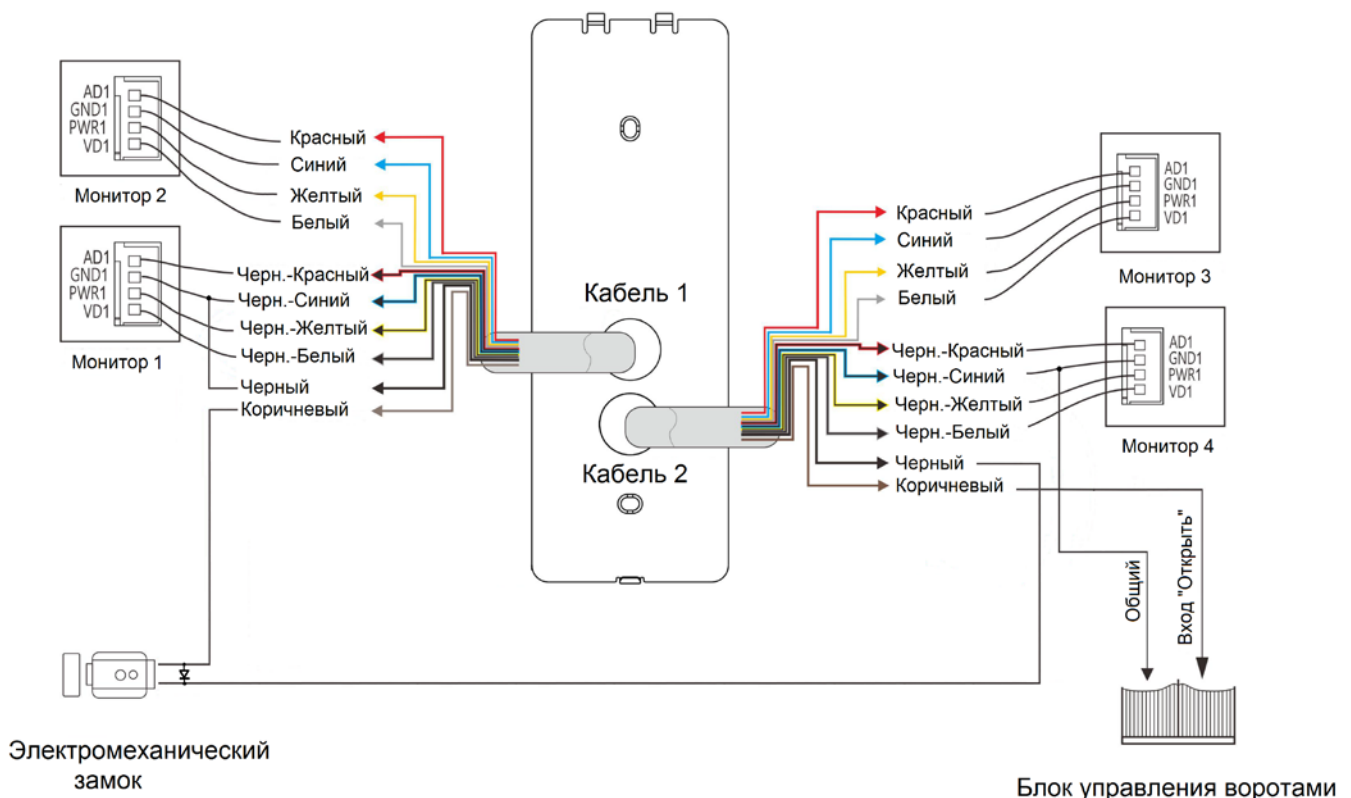 AD1
GND1
PWR1
VD1
Монитор 2
Красный
Синий
Желтый
Белый
AD1
GND1
PWR1
VD1
Монитор 1
Черн.-Красный
Черн.-Синий
Черн.-Желтый
Черн.-Белый
Черный
Коричневый
Кабель 1
Кабель 2
Красный
Синий
Желтый
Белый
AD1
GND1
PWR1
VD1
Монитор 3
Черн.-Красный
Черн.-Синий
Черн.-Желтый
Черн.-Белый
Черный
Коричневый
AD1
GND1
PWR1
VD1
Монитор 4
Общий
Вход "Открыть"
Электромеханический
замок
Блок управления воротами